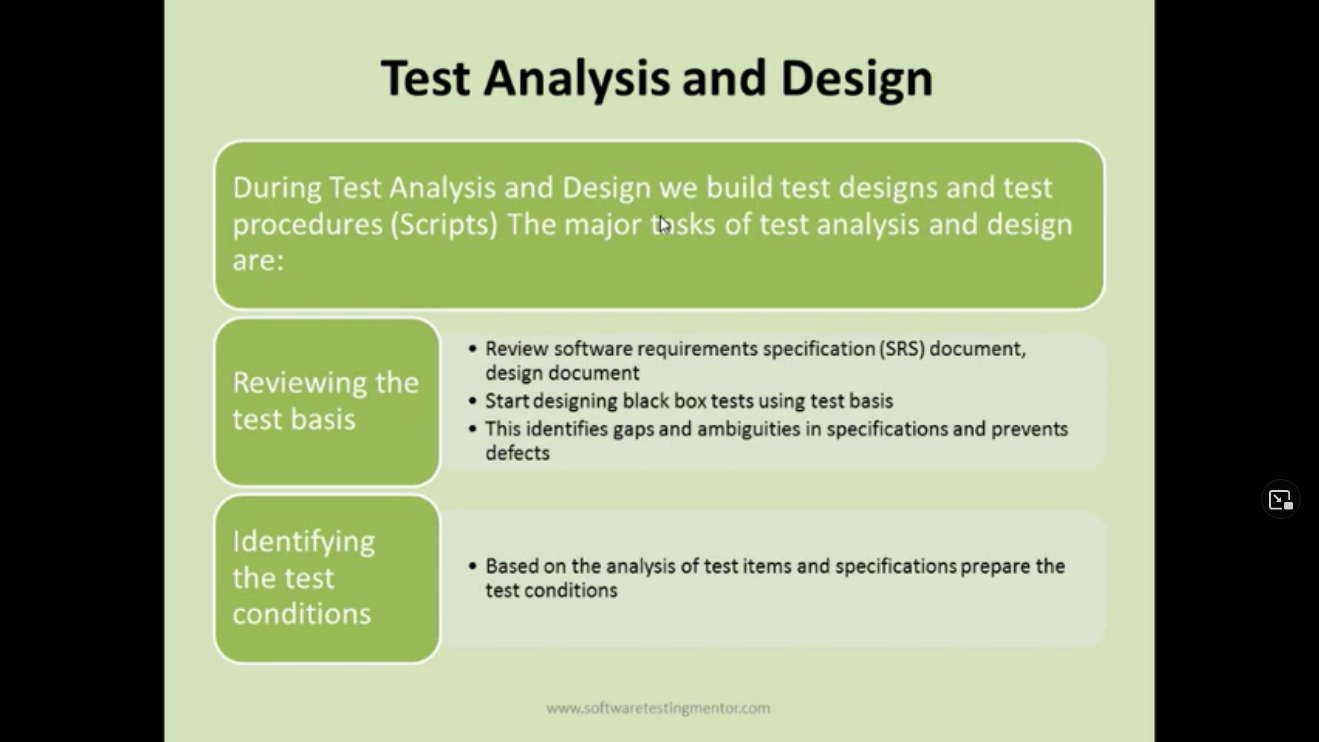 Test Analysis and Design
During Test Analysis and Design we build test designs and test
procedures (Scripts) The major tasks of test analysis and design
are:
Reviewing the
test basis
• Review software requirements specification (SRS) document,
design document
• Start designing black box tests using test basis
• This identifies gaps and ambiguities in specifications and prevents
defects
Identifying
the test
conditions
• Based on the analysis of test items and specifications prepare the
test conditions
www.softwaretestingmentor.com